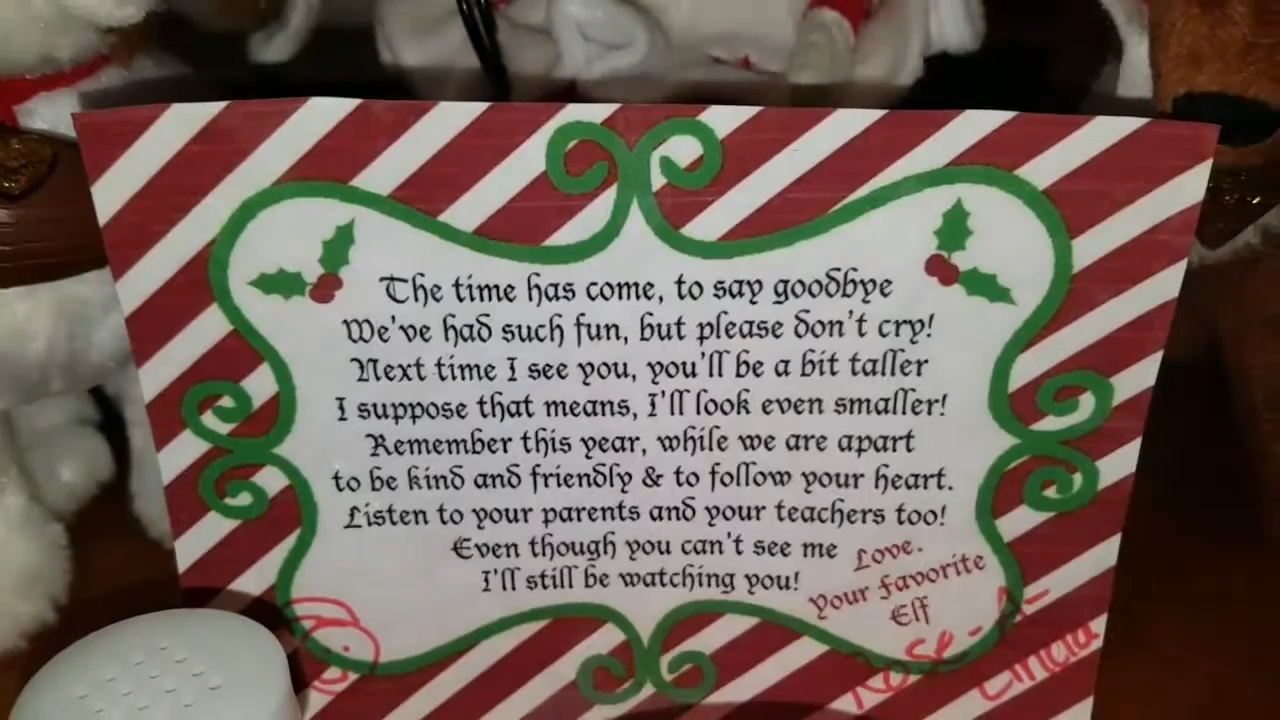 The time has come, to say goodbye
We've had such fun, but please don't cry!
Next time I see you, you'll be a bit taller
I suppose that means, I'll look even smaller!
Remember this year, while we are apart
to be kind and friendly & to follow your heart.
Listen to your parents and your teachers too!
Even though you can't see me
I'll still be watching you!
Love.
Your Favorite
Elf
Rose-A-
Linda